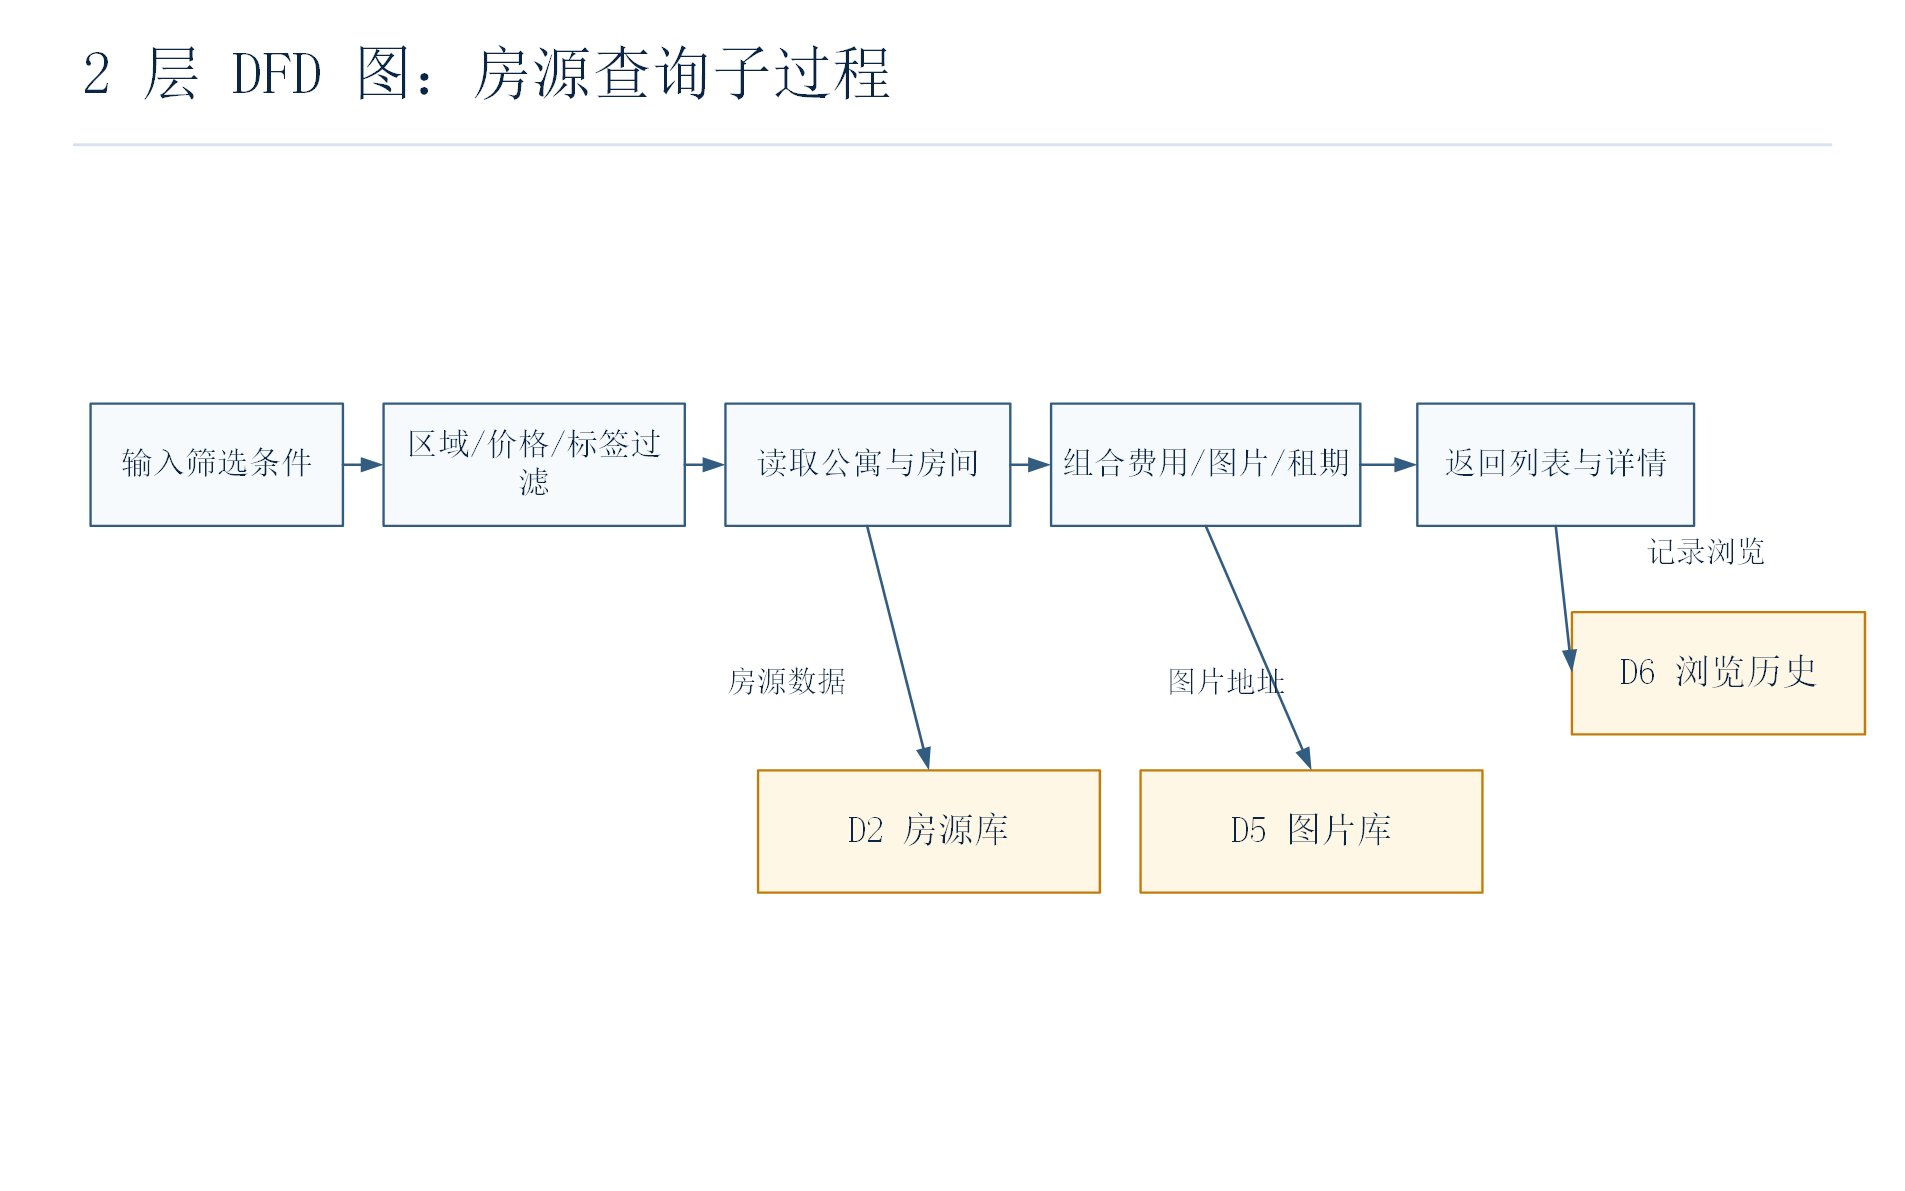 2 层 DFD 图：房源查询子过程
输入筛选条件
区域/价格/标签过
滤
读取公寓与房间
组合费用/图片/租期
返回列表与详情
记录浏览
房源数据
图片地址
D6 浏览历史
D2 房源库
D5 图片库